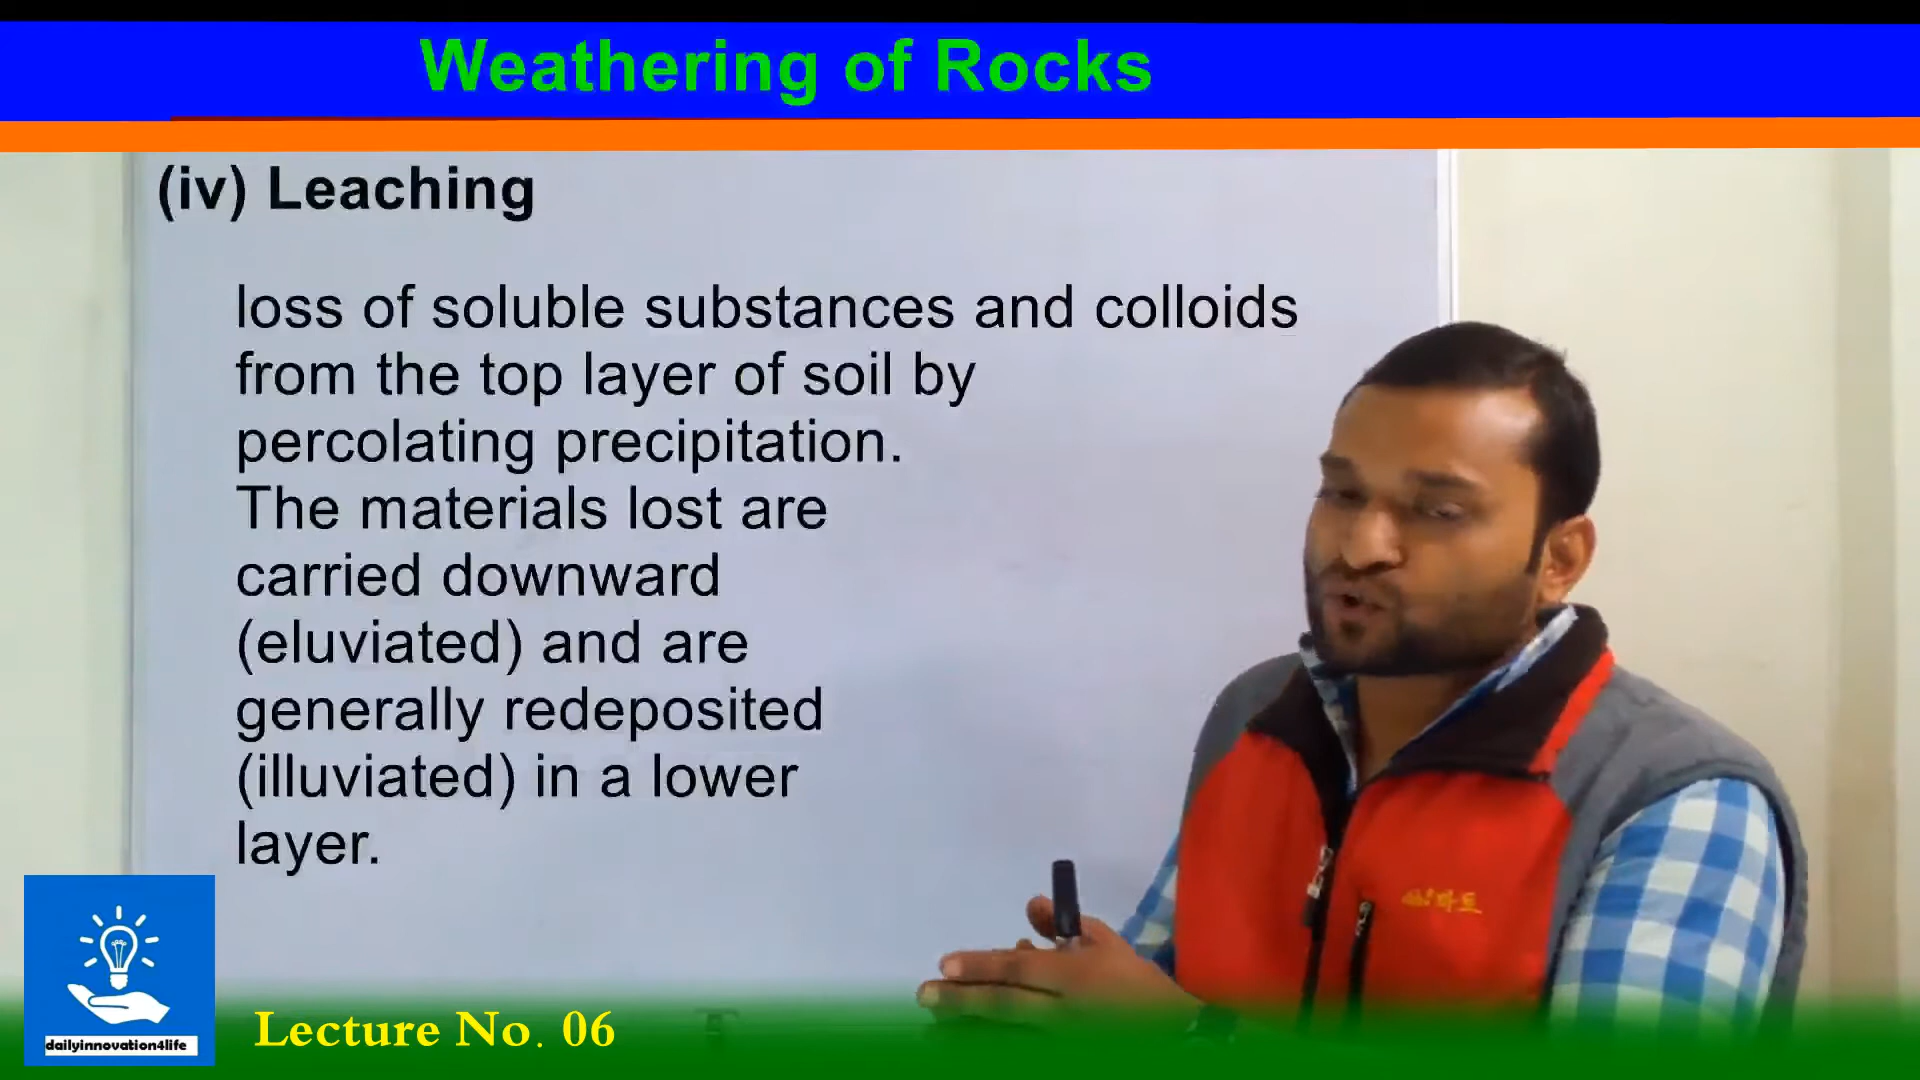 Weathering of Rocks
(iv) Leaching
loss of soluble substances and colloids
from the top layer of soil by
percolating precipitation.
The materials lost are
carried downward
(eluviated) and are
generally redeposited
(illuviated) in a lower
layer.
dailyinnovation4life
Lecture No. 06